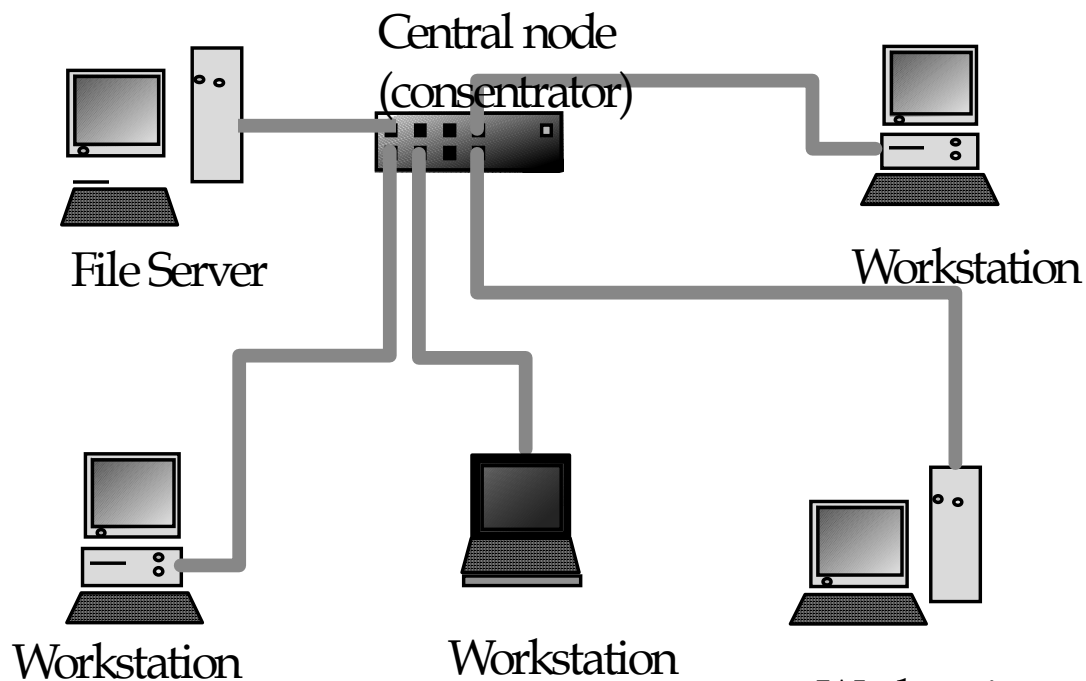 Central node
(consentrator)
File Server
Workstation
Workstation
Workstation